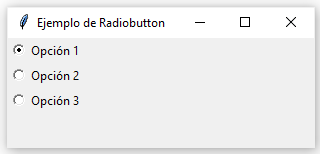 Ejemplo de Radiobutton
Opción 1
Opción 2
Opción 3